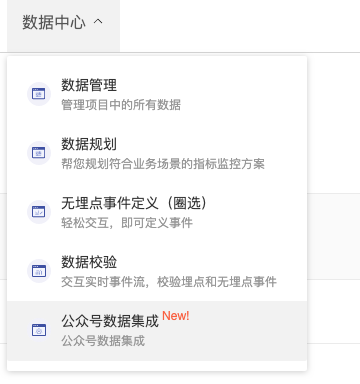 数据中心
数据管理
管理项目中的所有数据
数据规划
帮您规划符合业务场景的指标监控方案
无埋点事件定义（圈选）
轻松交互，即可定义事件
数据校验
交互实时事件流，校验埋点和无埋点事件
公众号数据集成 New!
公众号数据集成